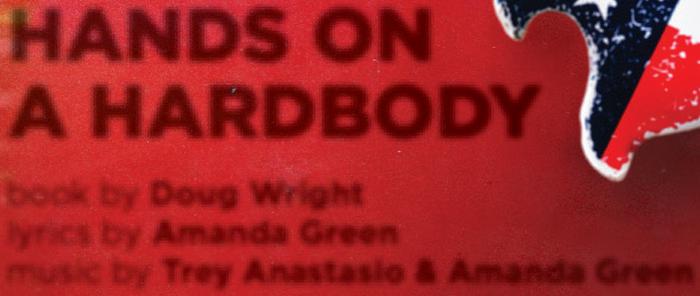 HANDS ON
A HARDBODY
book by Doug Wright
lyrics by Amanda Green
music by Trey Anastasio & Amanda Green